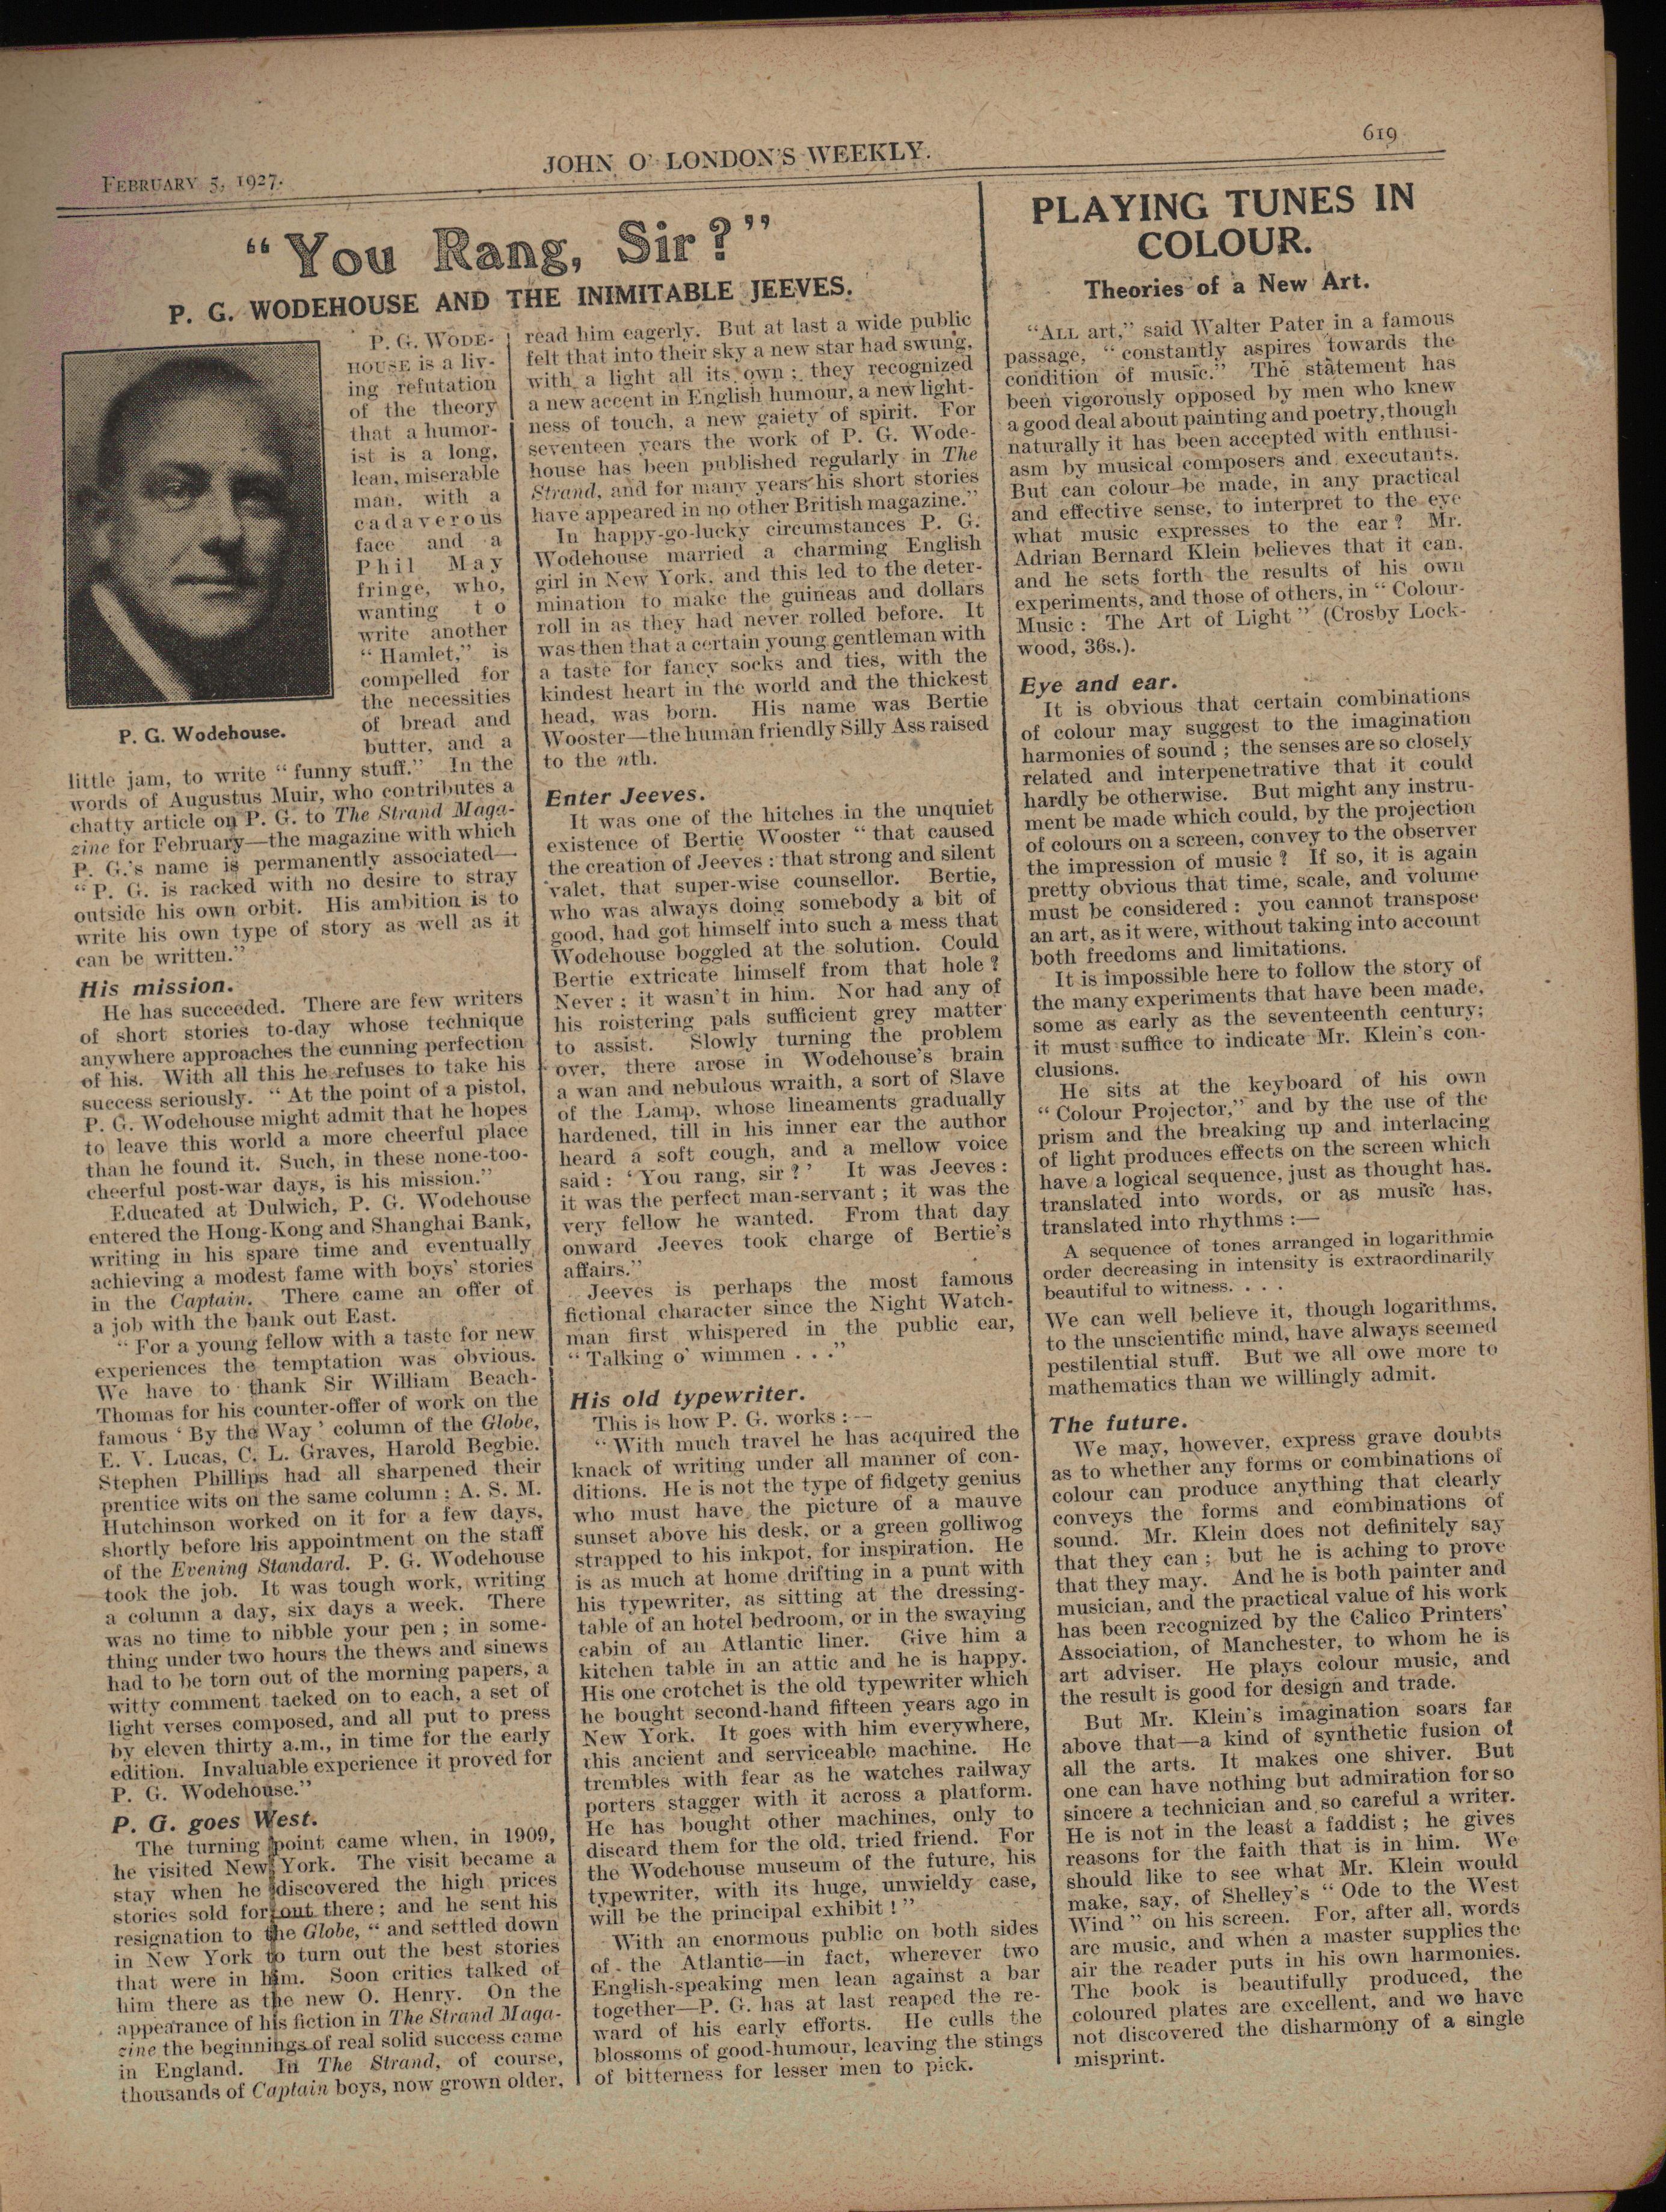 FEBRUARY 5, 1927.
JOHN O' LONDON'S WEEKLY.
619
"You Rang, Sir?"
P. G. WODEHOUSE AND THE INIMITABLE JEEVES.
P. G. Wodehouse.
P. G. WODE-
HOUSE is a liv-
ing refutation
of the theory
that a humor-
ist is a long,
lean, miserable
man, with a
cadaverous
face and a
Phil May
fringe, who,
wanting to
write another
"Hamlet," is
compelled for
the necessities
of bread and
butter, and a
little jam, to write "funny stuff." In the
words of Augustus Muir, who contributes a
chatty article on P. G. to The Strand Maga-
zine for February—the magazine with which
P. G.'s name is permanently associated—
"P. G. is racked with no desire to stray
outside his own orbit. His ambition is to
write his own type of story as well as it
can be written."
His mission.
He has succeeded. There are few writers
of short stories to-day whose technique
anywhere approaches the cunning perfection
of his. With all this he refuses to take his
success seriously. "At the point of a pistol,
P. G. Wodehouse might admit that he hopes
to leave this world a more cheerful place
than he found it. Such, in these none-too-
cheerful post-war days, is his mission."
Educated at Dulwich, P. G. Wodehouse
entered the Hong-Kong and Shanghai Bank,
writing in his spare time and eventually
achieving a modest fame with boys' stories
in the Captain. There came an offer of
a job with the bank out East.
"For a young fellow with a taste for new
experiences the temptation was obvious.
We have to thank Sir William Beach-
Thomas for his counter-offer of work on the
famous 'By the Way' column of the Globe,
E. V. Lucas, C. L. Graves, Harold Begbie.
Stephen Phillips had all sharpened their
prentice wits on the same column; A. S. M.
Hutchinson worked on it for a few days,
shortly before his appointment on the staff
of the Evening Standard. P. G. Wodehouse
took the job. It was tough work, writing
a column a day, six days a week. There
was no time to nibble your pen; in some-
thing under two hours the thews and sinews
had to be torn out of the morning papers, a
witty comment tacked on to each, a set of
light verses composed, and all put to press
by eleven thirty a.m., in time for the early
edition. Invaluable experience it proved for
P. G. Wodehouse."
P. G. goes West.
The turning point came when, in 1909,
he visited New York. The visit became a
stay when he discovered the high prices
stories sold for out there; and he sent his
resignation to the Globe, "and settled down
in New York to turn out the best stories
that were in him. Soon critics talked of
him there as the new O. Henry. On the
appearance of his fiction in The Strand Maga-
zine the beginnings of real solid success came
in England. In The Strand, of course,
thousands of Captain boys, now grown older,
read him eagerly. But at last a wide public
felt that into their sky a new star had swung,
with a light all its own; they recognized
a new accent in English humour, a new light-
ness of touch, a new gaiety of spirit. For
seventeen years the work of P. G. Wode-
house has been published regularly in The
Strand, and for many years his short stories
have appeared in no other British magazine."
In happy-go-lucky circumstances P. G.
Wodehouse married a charming English
girl in New York, and this led to the deter-
mination to make the guineas and dollars
roll in as they had never rolled before. It
was then that a certain young gentleman with
a taste for fancy socks and ties, with the
kindest heart in the world and the thickest
head, was born. His name was Bertie
Wooster—the human friendly Silly Ass raised
to the nth.
Enter Jeeves.
It was one of the hitches in the unquiet
existence of Bertie Wooster "that caused
the creation of Jeeves: that strong and silent
valet, that super-wise counsellor. Bertie,
who was always doing somebody a bit of
good, had got himself into such a mess that
Wodehouse boggled at the solution. Could
Bertie extricate himself from that hole?
Never; it wasn't in him. Nor had any of
his roistering pals sufficient grey matter
to assist. Slowly turning the problem
over, there arose in Wodehouse's brain
a wan and nebulous wraith, a sort of Slave
of the Lamp, whose lineaments gradually
hardened, till in his inner ear the author
heard a soft cough, and a mellow voice
said: 'You rang, sir?' It was Jeeves:
it was the perfect man-servant; it was the
very fellow he wanted. From that day
onward Jeeves took charge of Bertie's
affairs."
Jeeves is perhaps the most famous
fictional character since the Night Watch-
man first whispered in the public ear,
"Talking o' wimmen . . ."
His old typewriter.
This is how P. G. works:—
"With much travel he has acquired the
knack of writing under all manner of con-
ditions. He is not the type of fidgety genius
who must have the picture of a mauve
sunset above his desk, or a green golliwog
strapped to his inkpot, for inspiration. He
is as much at home drifting in a punt with
his typewriter, as sitting at the dressing-
table of an hotel bedroom, or in the swaying
cabin of an Atlantic liner. Give him a
kitchen table in an attic and he is happy.
His one crotchet is the old typewriter which
he bought second-hand fifteen years ago in
New York. It goes with him everywhere,
this ancient and serviceable machine. He
trembles with fear as he watches railway
porters stagger with it across a platform.
He has bought other machines, only to
discard them for the old, tried friend. For
the Wodehouse museum of the future, his
typewriter, with its huge, unwieldy case,
will be the principal exhibit!"
With an enormous public on both sides
of the Atlantic—in fact, wherever two
English-speaking men lean against a bar
together—P. G. has at last reaped the re-
ward of his early efforts. He culls the
blossoms of good-humour, leaving the stings
of bitterness for lesser men to pick.
PLAYING TUNES IN
COLOUR.
Theories of a New Art.
"ALL art," said Walter Pater in a famous
passage, "constantly aspires towards the
condition of music." The statement has
been vigorously opposed by men who knew
a good deal about painting and poetry, though
naturally it has been accepted with enthusi-
asm by musical composers and executants.
But can colour be made, in any practical
and effective sense, to interpret to the eye
what music expresses to the ear? Mr.
Adrian Bernard Klein believes that it can,
and he sets forth the results of his own
experiments, and those of others, in "Colour-
Music: The Art of Light" (Crosby Lock-
wood, 36s.).
Eye and ear.
It is obvious that certain combinations
of colour may suggest to the imagination
harmonies of sound; the senses are so closely
related and interpenetrative that it could
hardly be otherwise. But might any instru-
ment be made which could, by the projection
of colours on a screen, convey to the observer
the impression of music? If so, it is again
pretty obvious that time, scale, and volume
must be considered: you cannot transpose
an art, as it were, without taking into account
both freedoms and limitations.
It is impossible here to follow the story of
the many experiments that have been made,
some as early as the seventeenth century;
it must suffice to indicate Mr. Klein's con-
clusions.
He sits at the keyboard of his own
"Colour Projector," and by the use of the
prism and the breaking up and interlacing
of light produces effects on the screen which
have a logical sequence, just as thought has,
translated into words, or as music has,
translated into rhythms:—
A sequence of tones arranged in logarithmic
order decreasing in intensity is extraordinarily
beautiful to witness. . . .
We can well believe it, though logarithms,
to the unscientific mind, have always seemed
pestilential stuff. But we all owe more to
mathematics than we willingly admit.
The future.
We may, however, express grave doubts
as to whether any forms or combinations of
colour can produce anything that clearly
conveys the forms and combinations of
sound. Mr. Klein does not definitely say
that they can; but he is aching to prove
that they may. And he is both painter and
musician, and the practical value of his work
has been recognized by the Calico Printers'
Association, of Manchester, to whom he is
art adviser. He plays colour music, and
the result is good for design and trade.
But Mr. Klein's imagination soars far
above that—a kind of synthetic fusion of
all the arts. It makes one shiver. But
one can have nothing but admiration for so
sincere a technician and so careful a writer.
He is not in the least a faddist; he gives
reasons for the faith that is in him. We
should like to see what Mr. Klein would
make, say, of Shelley's "Ode to the West
Wind" on his screen. For, after all, words
are music, and when a master supplies the
air the reader puts in his own harmonies.
The book is beautifully produced, the
coloured plates are excellent, and we have
not discovered the disharmony of a single
misprint.